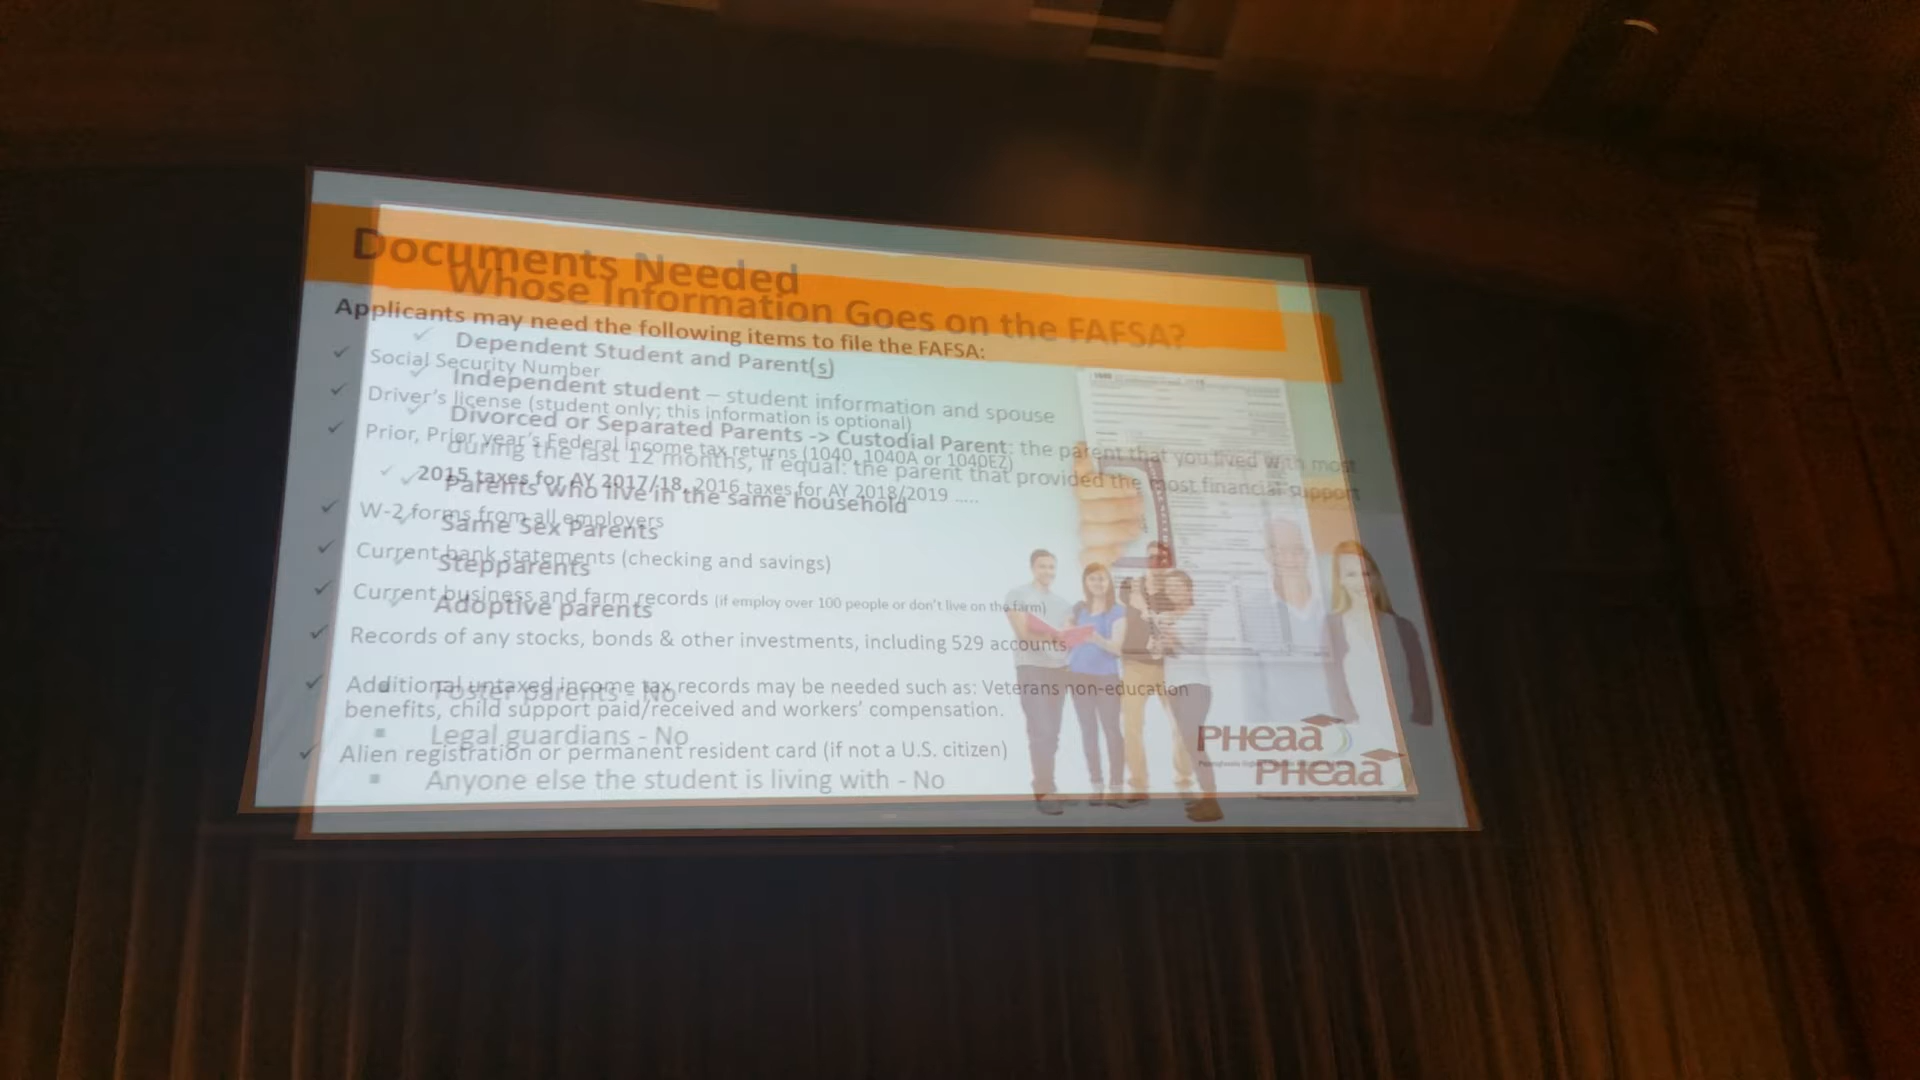 Documents Needed
Applicants may need the following items to file the FAFSA:
Social Security Number
Driver's license (student only; this information is optional)
Prior, Prior year's Federal Income tax returns (1040, 1040A or 1040EZ)
2015 taxes for AY 2017/18, 2016 taxes for AY 2018/2019 .....
W-2 forms from all employers
Current bank statements (checking and savings)
Current business and farm records (if employ over 100 people or don't live on the farm)
Records of any stocks, bonds & other investments, including 529 accounts
Additional untaxed income tax records may be needed such as: Veterans non-education
benefits, child support paid/received and workers' compensation.
Alien registration or permanent resident card (if not a U.S. citizen)
PHEAA
Whose Information Goes on the FAFSA?
Dependent Student and Parent(s)
Independent student – student information and spouse
Divorced or Separated Parents -> Custodial Parent: the parent that you lived with most
during the last 12 months, if equal: the parent that provided the most financial support
Parents who live in the same household
Same Sex Parents
Stepparents
Adoptive parents
Foster parents - No
Legal guardians - No
Anyone else the student is living with - No
PHEAA